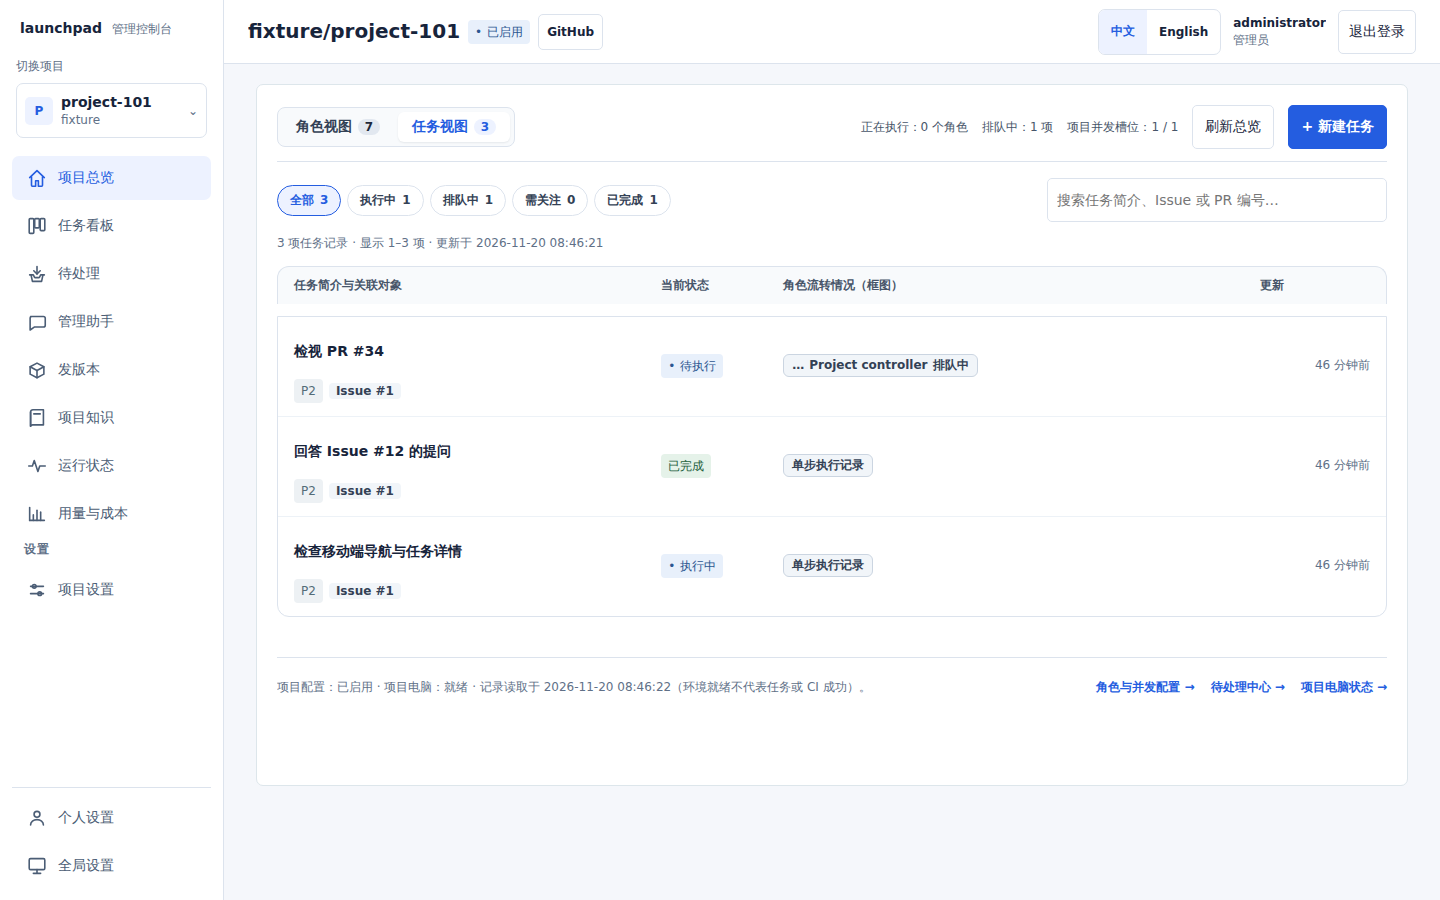 launchpad 管理控制台
切换项目
P project-101
fixture
项目总览
任务看板
待处理
管理助手
发版本
项目知识
运行状态
用量与成本
设置
项目设置
个人设置
全局设置
fixture/project-101 • 已启用 GitHub
中文 English administrator 退出登录
管理员
角色视图 7 任务视图 3 正在执行：0 个角色 排队中：1 项 项目并发槽位：1 / 1 刷新总览 + 新建任务
全部 3 执行中 1 排队中 1 需关注 0 已完成 1 搜索任务简介、Issue 或 PR 编号…
3 项任务记录 · 显示 1–3 项 · 更新于 2026-11-20 08:46:21
任务简介与关联对象 当前状态 角色流转情况（框图） 更新
检视 PR #34
• 待执行 … Project controller 排队中 46 分钟前
P2 Issue #1
回答 Issue #12 的提问
已完成 单步执行记录 46 分钟前
P2 Issue #1
检查移动端导航与任务详情
• 执行中 单步执行记录 46 分钟前
P2 Issue #1
项目配置：已启用 · 项目电脑：就绪 · 记录读取于 2026-11-20 08:46:22（环境就绪不代表任务或 CI 成功）。 角色与并发配置 → 待处理中心 → 项目电脑状态 →